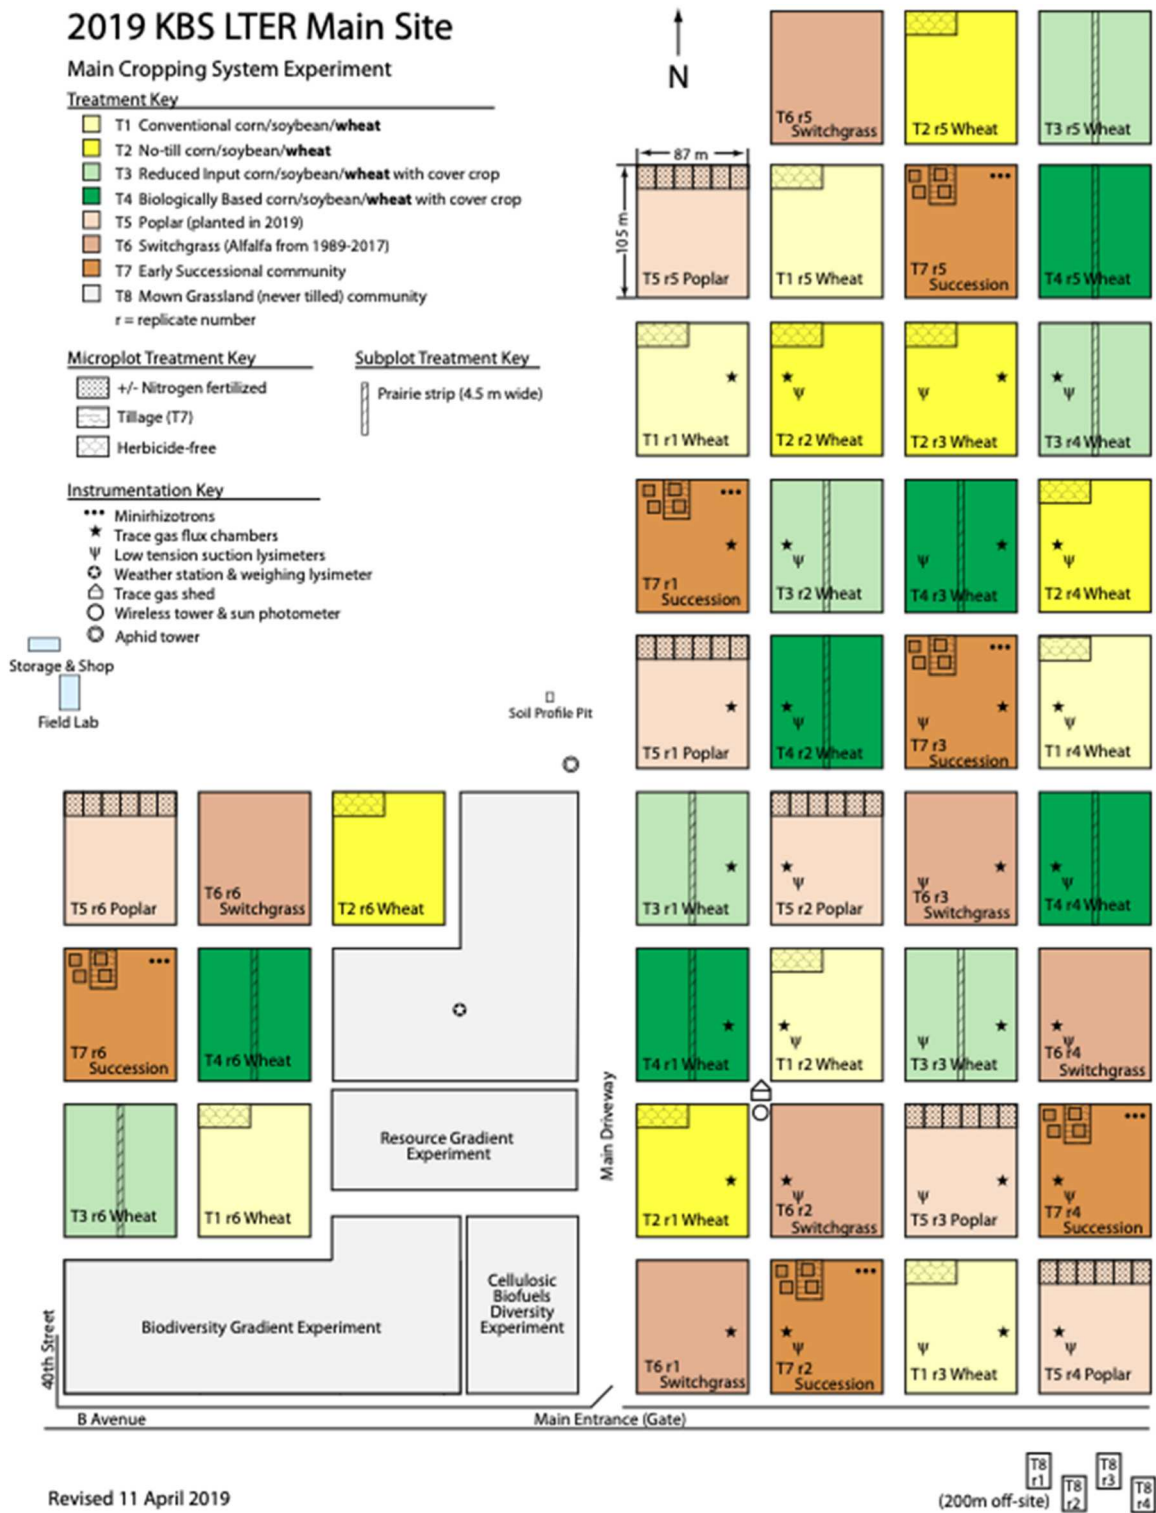 2019 KBS LTER Main Site
Main Cropping System Experiment
Treatment Key
T1 Conventional corn/soybean/wheat
T2 No-till corn/soybean/wheat
T3 Reduced Input corn/soybean/wheat with cover crop
T4 Biologically Based corn/soybean/wheat with cover crop
T5 Poplar (planted in 2019)
T6 Switchgrass (Alfalfa from 1989-2017)
T7 Early Successional community
T8 Mown Grassland (never tilled) community
r = replicate number
Microplot Treatment Key
+/- Nitrogen fertilized
Tillage (T7)
Herbicide-free
Subplot Treatment Key
Prairie strip (4.5 m wide)
Instrumentation Key
Minirhizotrons
Trace gas flux chambers
Low tension suction lysimeters
Weather station & weighing lysimeter
Trace gas shed
Wireless tower & sun photometer
Aphid tower
Storage & Shop
Field Lab
Soil Profile Pit
N
T6 r5
Switchgrass
T2 r5 Wheat
T3 r5 Wheat
87 m
105 m
T5 r5 Poplar
T1 r5 Wheat
T7 r5
Succession
T4 r5 Wheat
T1 r1 Wheat
T2 r2 Wheat
T2 r3 Wheat
T3 r4 Wheat
T7 r1
Succession
T3 r2 Wheat
T4 r3 Wheat
T2 r4 Wheat
T5 r1 Poplar
T4 r2 Wheat
T7 r3
Succession
T1 r4 Wheat
T5 r6 Poplar
T6 r6
Switchgrass
T2 r6 Wheat
T3 r1 Wheat
T5 r2 Poplar
T6 r3
Switchgrass
T4 r4 Wheat
T7 r6
Succession
T4 r6 Wheat
T4 r1 Wheat
T1 r2 Wheat
T3 r3 Wheat
T6 r4
Switchgrass
T3 r6 Wheat
T1 r6 Wheat
Resource Gradient
Experiment
Main Driveway
T2 r1 Wheat
T6 r2
Switchgrass
T5 r3 Poplar
T7 r4
Succession
Biodiversity Gradient Experiment
Cellulosic
Biofuels
Diversity
Experiment
T6 r1
Switchgrass
T7 r2
Succession
T1 r3 Wheat
T5 r4 Poplar
40th Street
B Avenue
Main Entrance (Gate)
Revised 11 April 2019
(200m off-site)
T8
r1
T8
r2
T8
r3
T8
r4